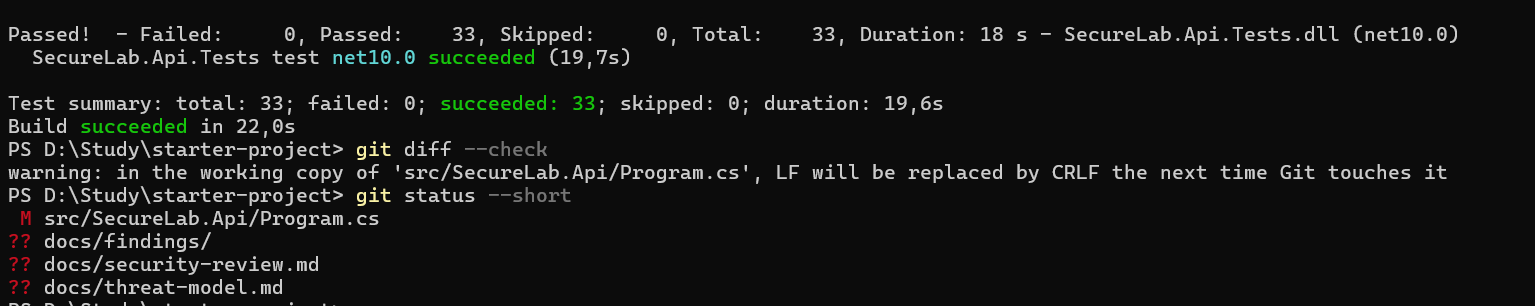 Passed!  - Failed:     0, Passed:    33, Skipped:     0, Total:    33, Duration: 18 s - SecureLab.Api.Tests.dll (net10.0)
  SecureLab.Api.Tests test net10.0 succeeded (19,7s)

Test summary: total: 33; failed: 0; succeeded: 33; skipped: 0; duration: 19,6s
Build succeeded in 22,0s
PS D:\Study\starter-project> git diff --check
warning: in the working copy of 'src/SecureLab.Api/Program.cs', LF will be replaced by CRLF the next time Git touches it
PS D:\Study\starter-project> git status --short
 M src/SecureLab.Api/Program.cs
?? docs/findings/
?? docs/security-review.md
?? docs/threat-model.md